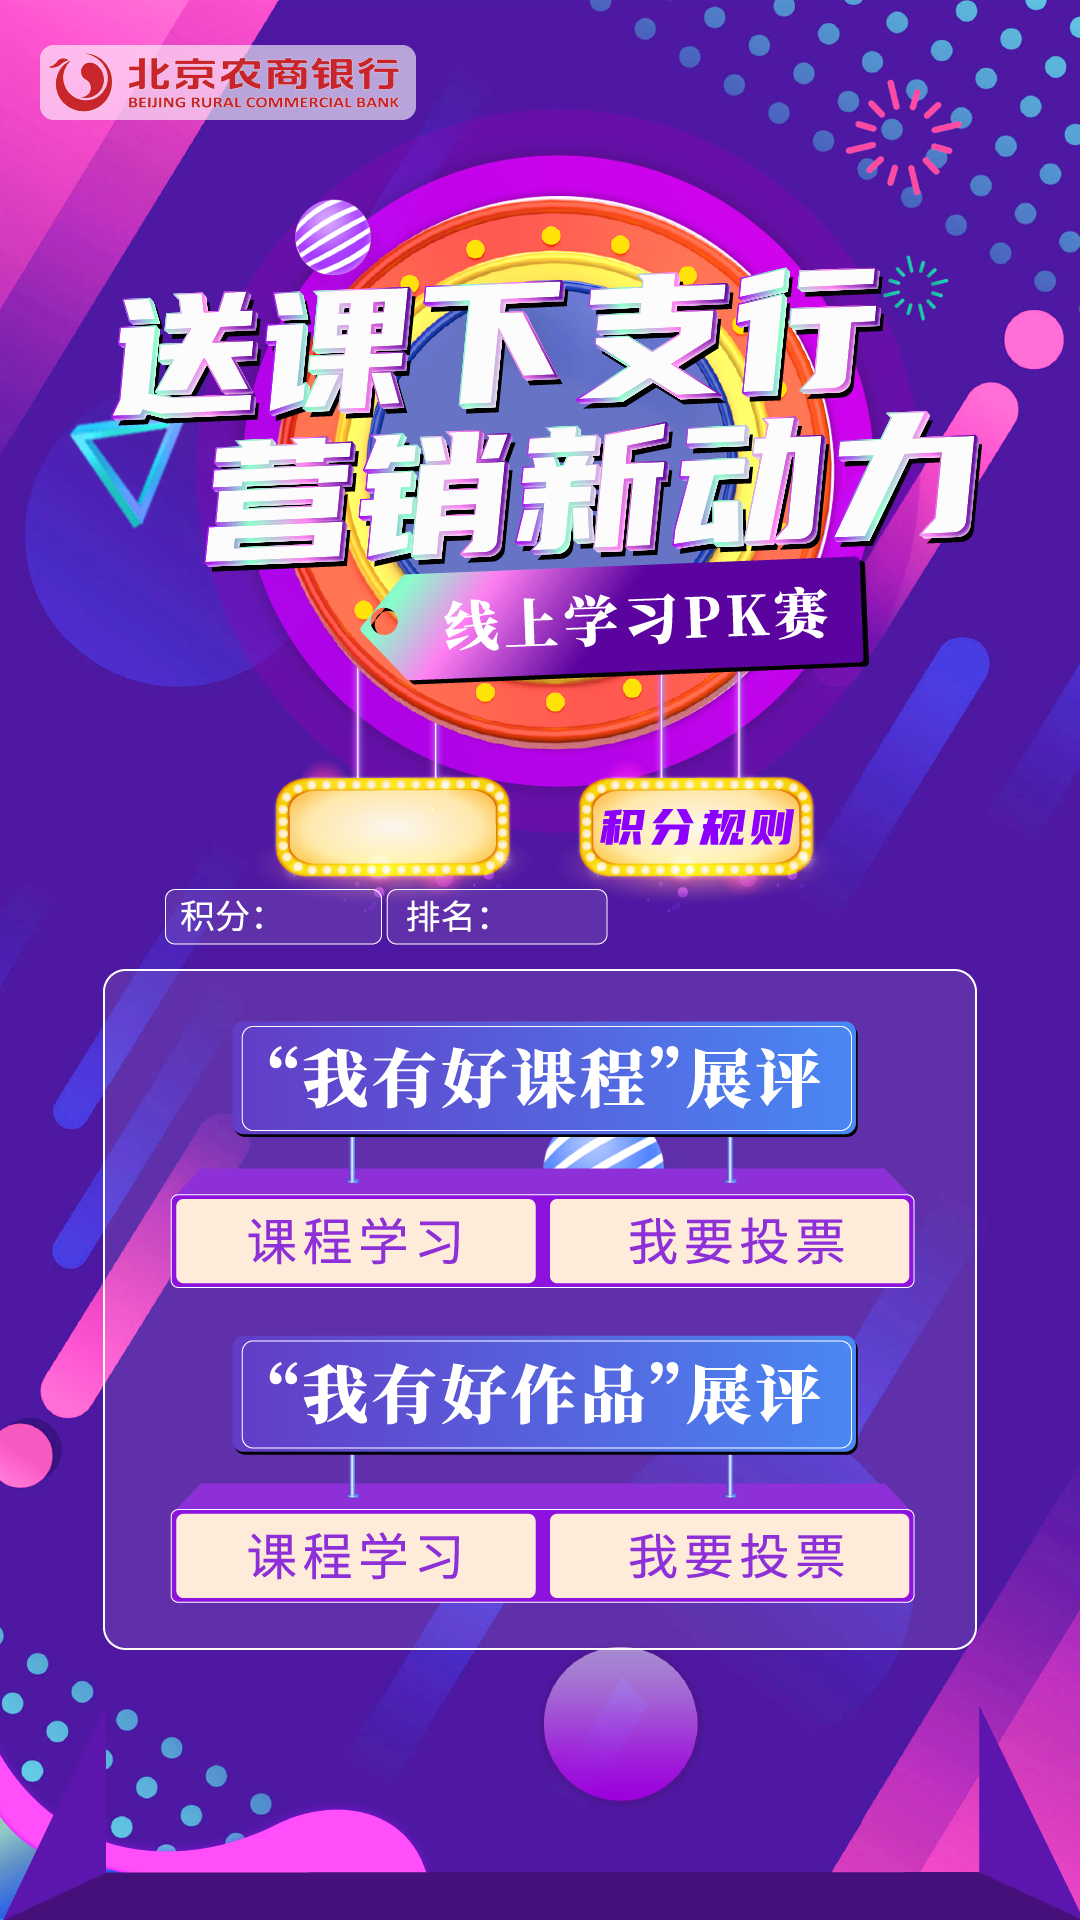 北京农商银行
BEIJING RURAL COMMERCIAL BANK
送课下支行
营销新动力
线上学习PK赛
积分规则
积分： 排名：
“我有好课程”展评
课程学习 我要投票
“我有好作品”展评
课程学习 我要投票